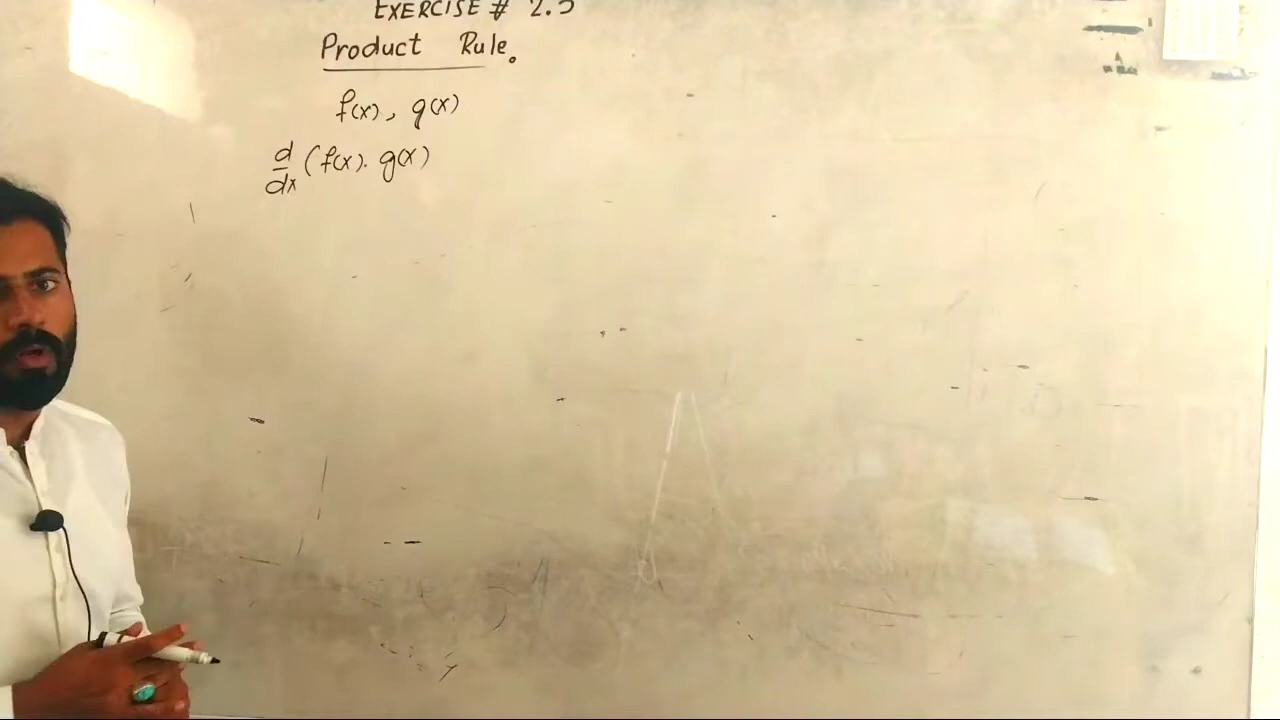 EXERCISE # 2.5
Product Rule.
f(x), g(x)
d/dx (f(x). g(x))